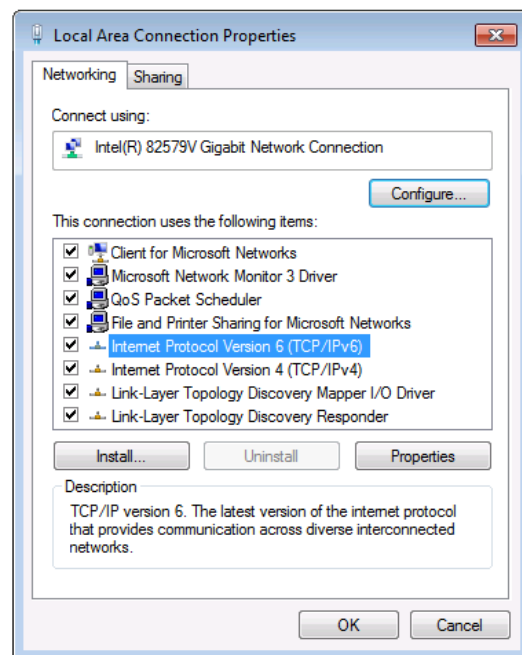 Local Area Connection Properties
Networking
Sharing
Connect using:
Intel(R) 82579V Gigabit Network Connection
Configure...
This connection uses the following items:
Client for Microsoft Networks
Microsoft Network Monitor 3 Driver
QoS Packet Scheduler
File and Printer Sharing for Microsoft Networks
Internet Protocol Version 6 (TCP/IPv6)
Internet Protocol Version 4 (TCP/IPv4)
Link-Layer Topology Discovery Mapper I/O Driver
Link-Layer Topology Discovery Responder
Install...
Uninstall
Properties
Description
TCP/IP version 6. The latest version of the internet protocol
that provides communication across diverse interconnected
networks.
OK
Cancel